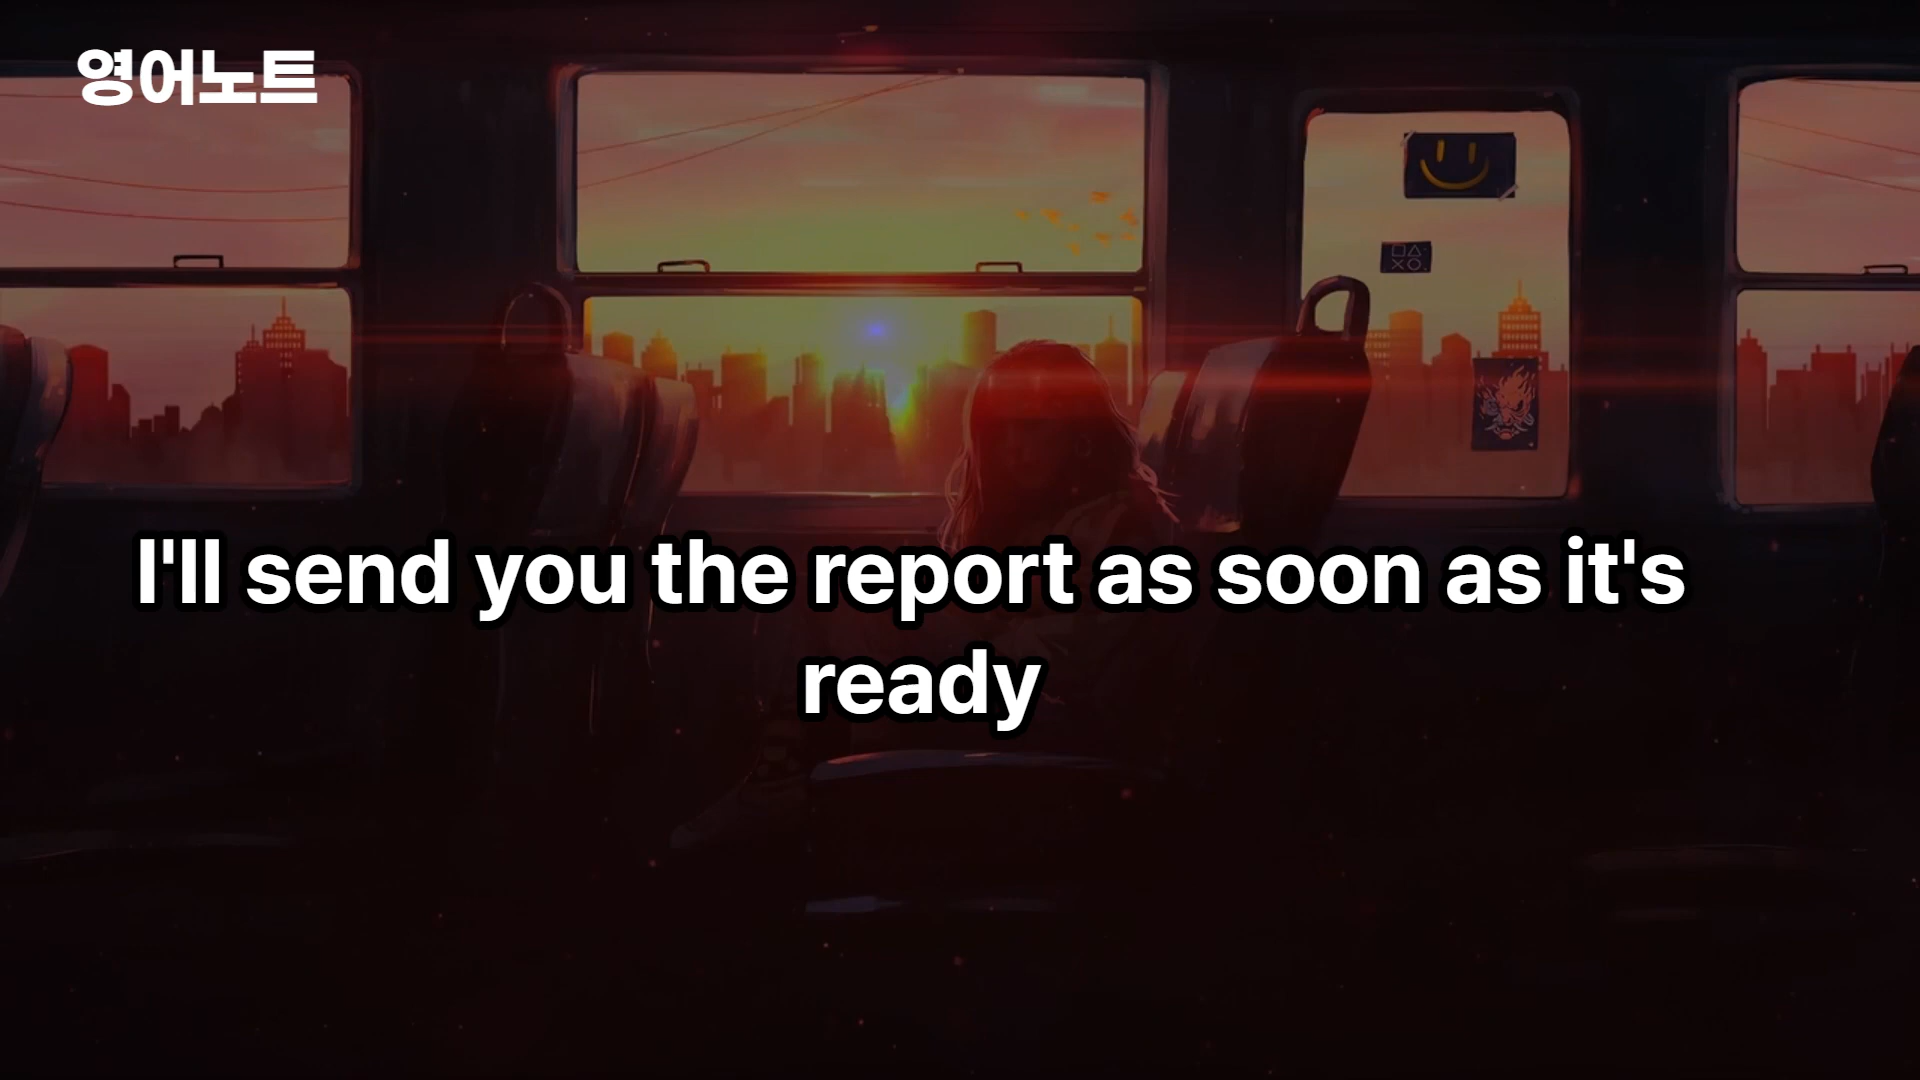 영어노트
I'll send you the report as soon as it's
ready